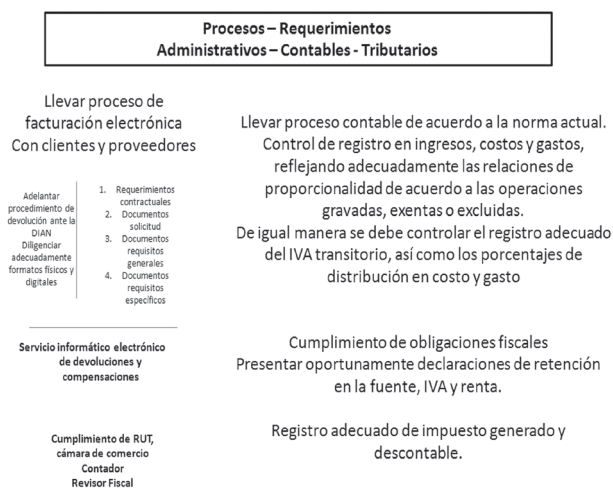 Procesos – Requerimientos
Administrativos – Contables - Tributarios
Llevar proceso de
facturación electrónica
Con clientes y proveedores
Adelantar
procedimiento de
devolución ante la
DIAN
Diligenciar
adecuadamente
formatos físicos y
digitales
1. Requerimientos
contractuales
2. Documentos
solicitud
3. Documentos
requisitos
generales
4. Documentos
requisitos
específicos
Servicio informático electrónico
de devoluciones y
compensaciones
Cumplimiento de RUT,
cámara de comercio
Contador
Revisor Fiscal
Llevar proceso contable de acuerdo a la norma actual.
Control de registro en ingresos, costos y gastos,
reflejando adecuadamente las relaciones de
proporcionalidad de acuerdo a las operaciones
gravadas, exentas o excluidas.
De igual manera se debe controlar el registro adecuado
del IVA transitorio, así como los porcentajes de
distribución en costo y gasto
Cumplimiento de obligaciones fiscales
Presentar oportunamente declaraciones de retención
en la fuente, IVA y renta.
Registro adecuado de impuesto generado y
descontable.